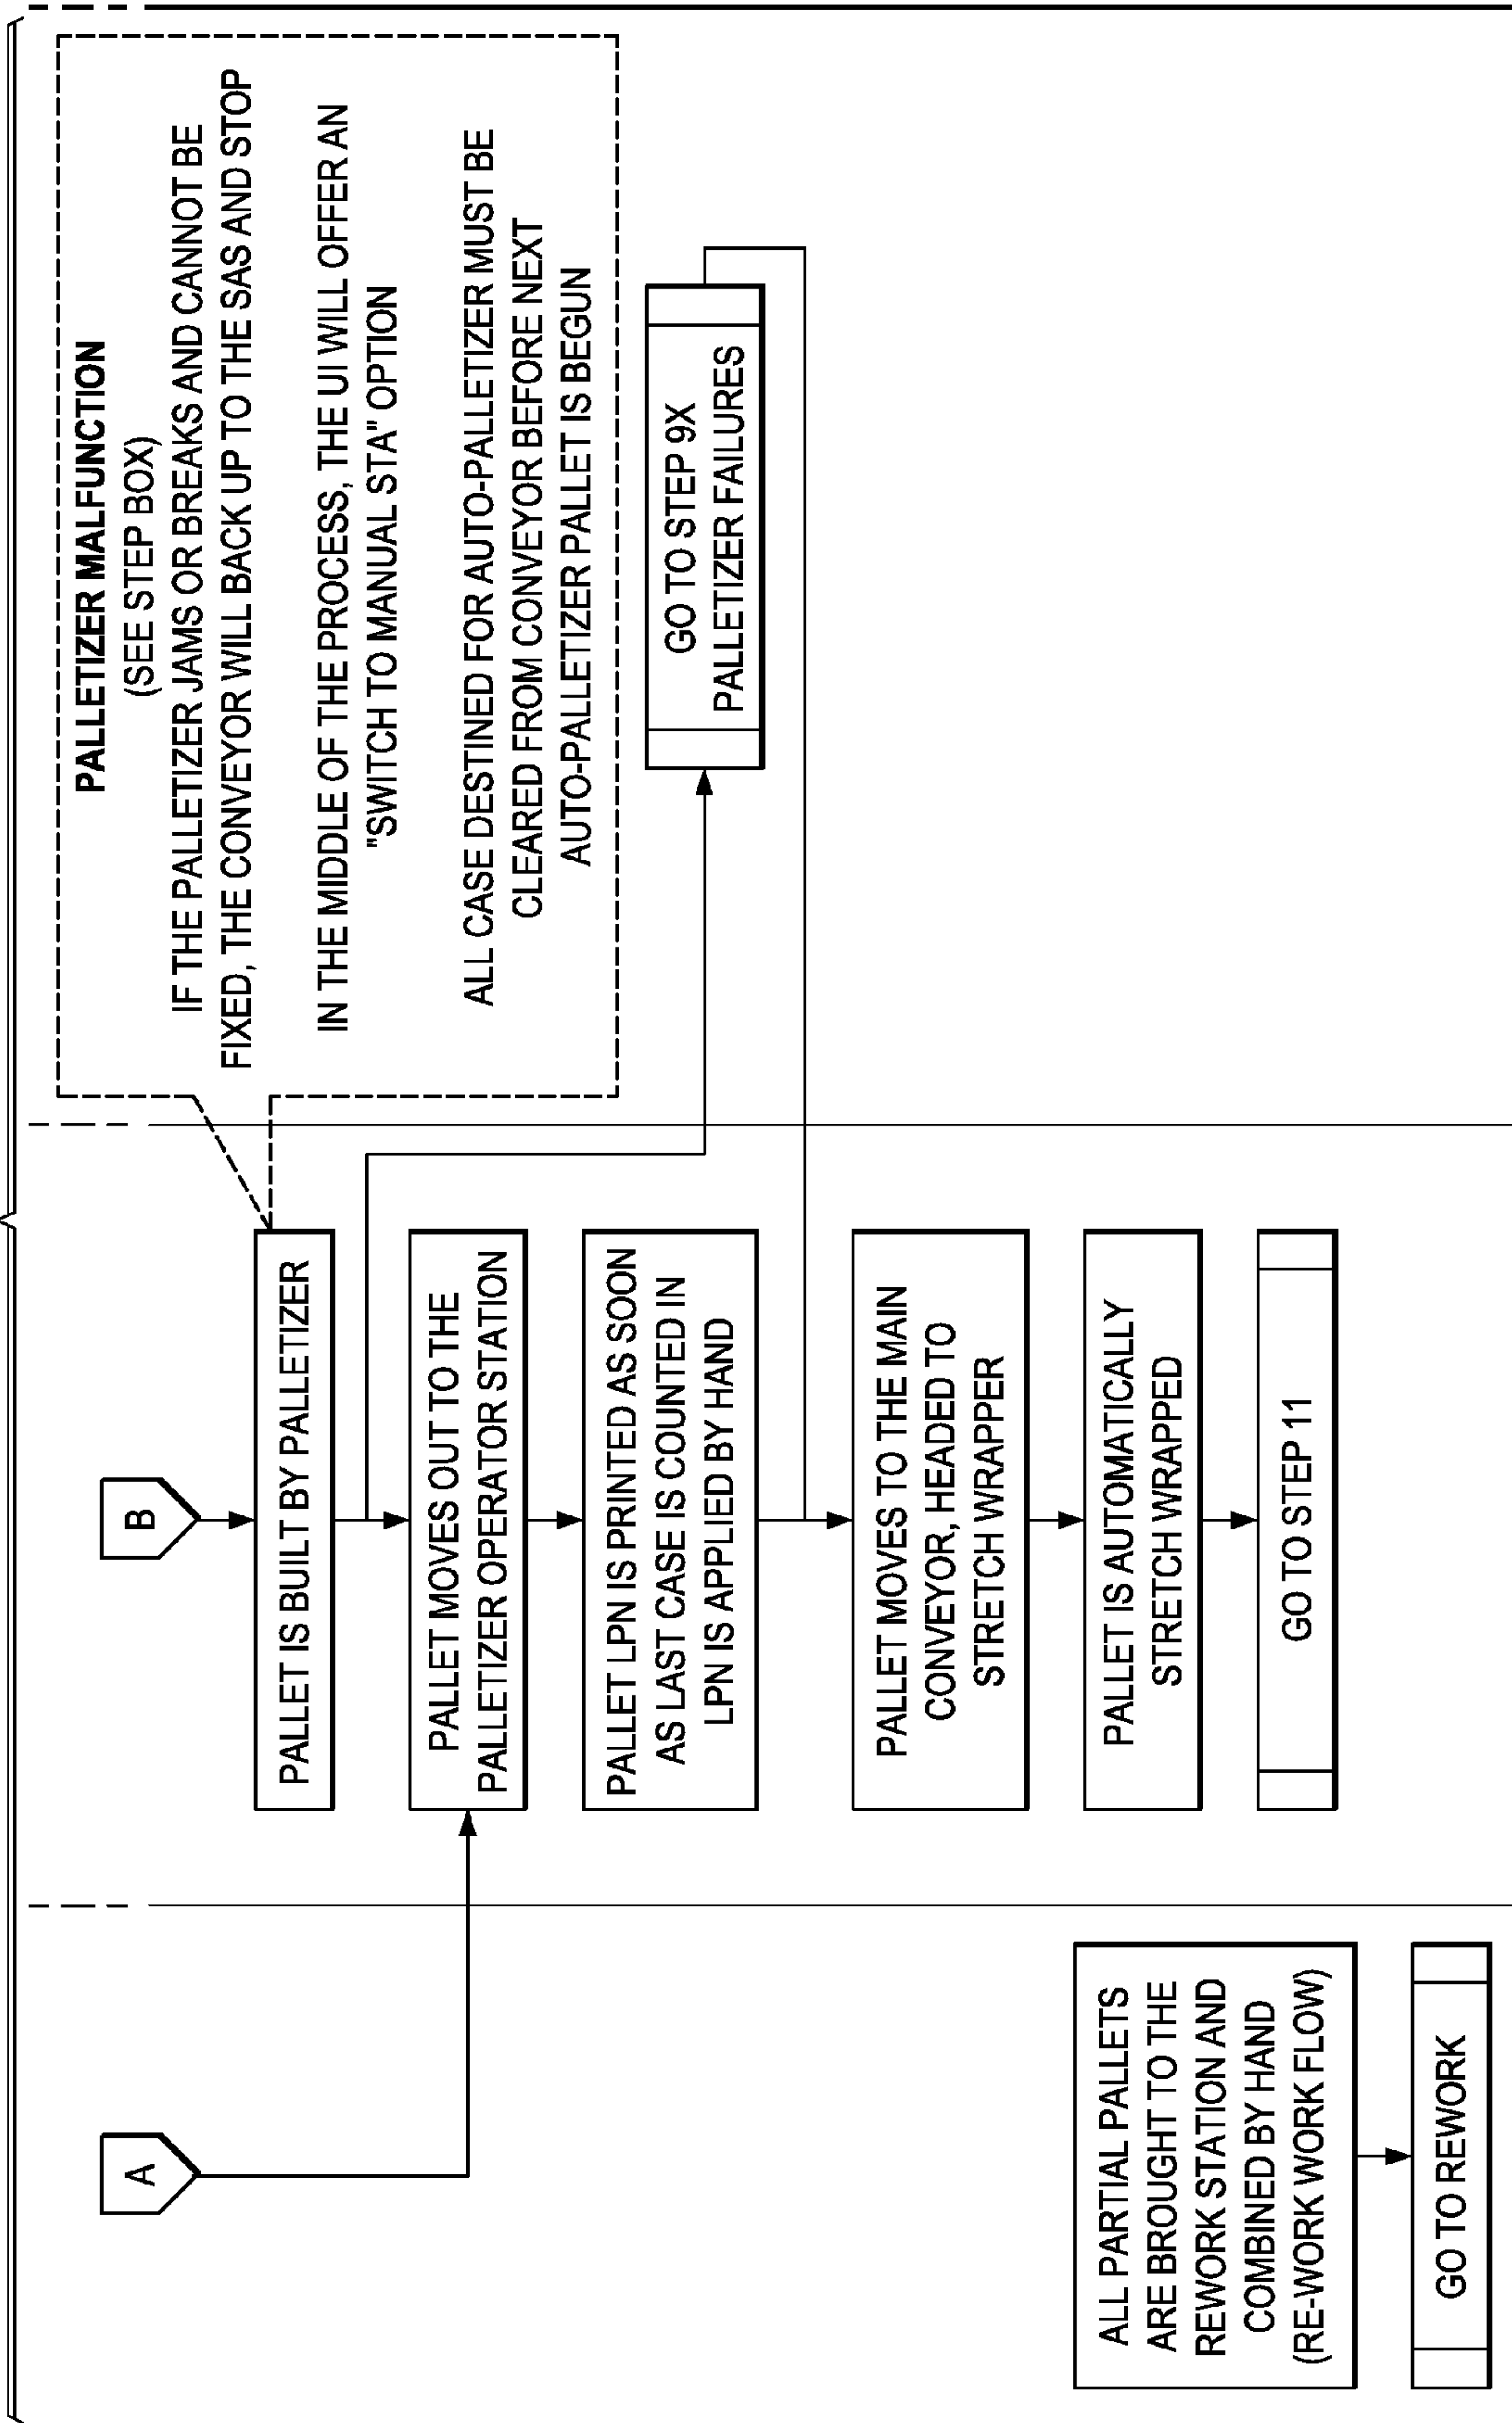 A
ALL PARTIAL PALLETS
ARE BROUGHT TO THE
REWORK STATION AND
COMBINED BY HAND
(RE-WORK WORK FLOW)
GO TO REWORK
B
PALLET IS BUILT BY PALLETIZER
PALLET MOVES OUT TO THE
PALLETIZER OPERATOR STATION
PALLET LPN IS PRINTED AS SOON
AS LAST CASE IS COUNTED IN
LPN IS APPLIED BY HAND
PALLET MOVES TO THE MAIN
CONVEYOR, HEADED TO
STRETCH WRAPPER
PALLET IS AUTOMATICALLY
STRETCH WRAPPED
GO TO STEP 11
PALLETIZER MALFUNCTION
(SEE STEP BOX)
IF THE PALLETIZER JAMS OR BREAKS AND CANNOT BE
FIXED, THE CONVEYOR WILL BACK UP TO THE SAS AND STOP
IN THE MIDDLE OF THE PROCESS, THE UI WILL OFFER AN
"SWITCH TO MANUAL STA" OPTION
ALL CASE DESTINED FOR AUTO-PALLETIZER MUST BE
CLEARED FROM CONVEYOR BEFORE NEXT
AUTO-PALLETIZER PALLET IS BEGUN
GO TO STEP 9X
PALLETIZER FAILURES